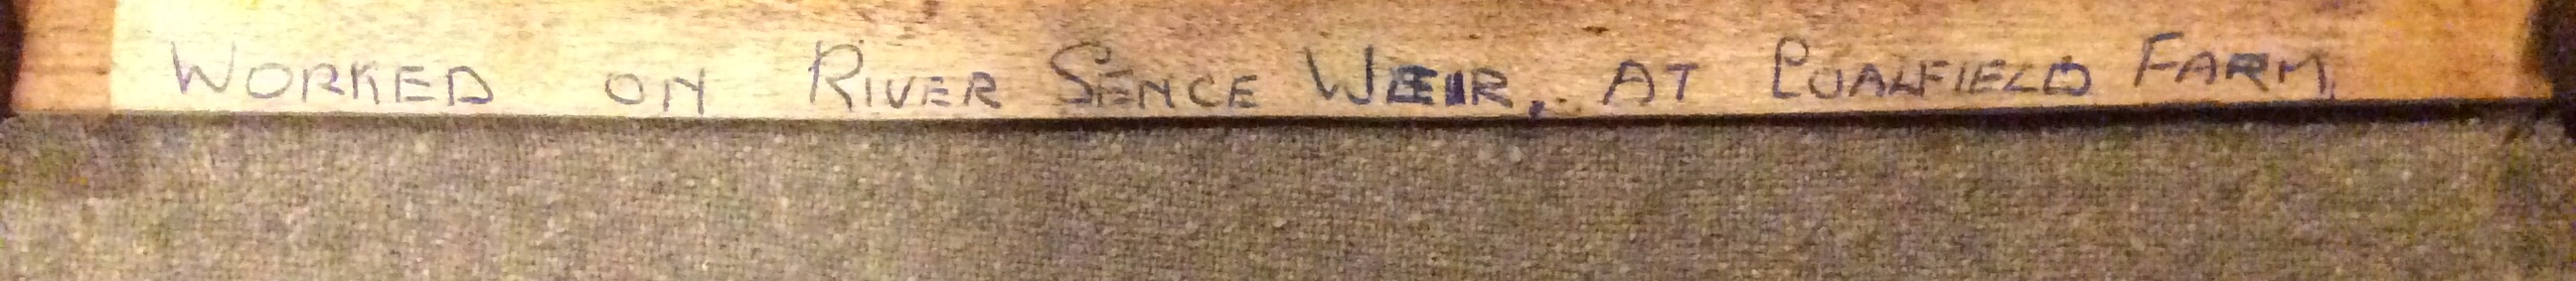 WORKED ON RIVER SENCE WEIR, AT COALFIELD FARM